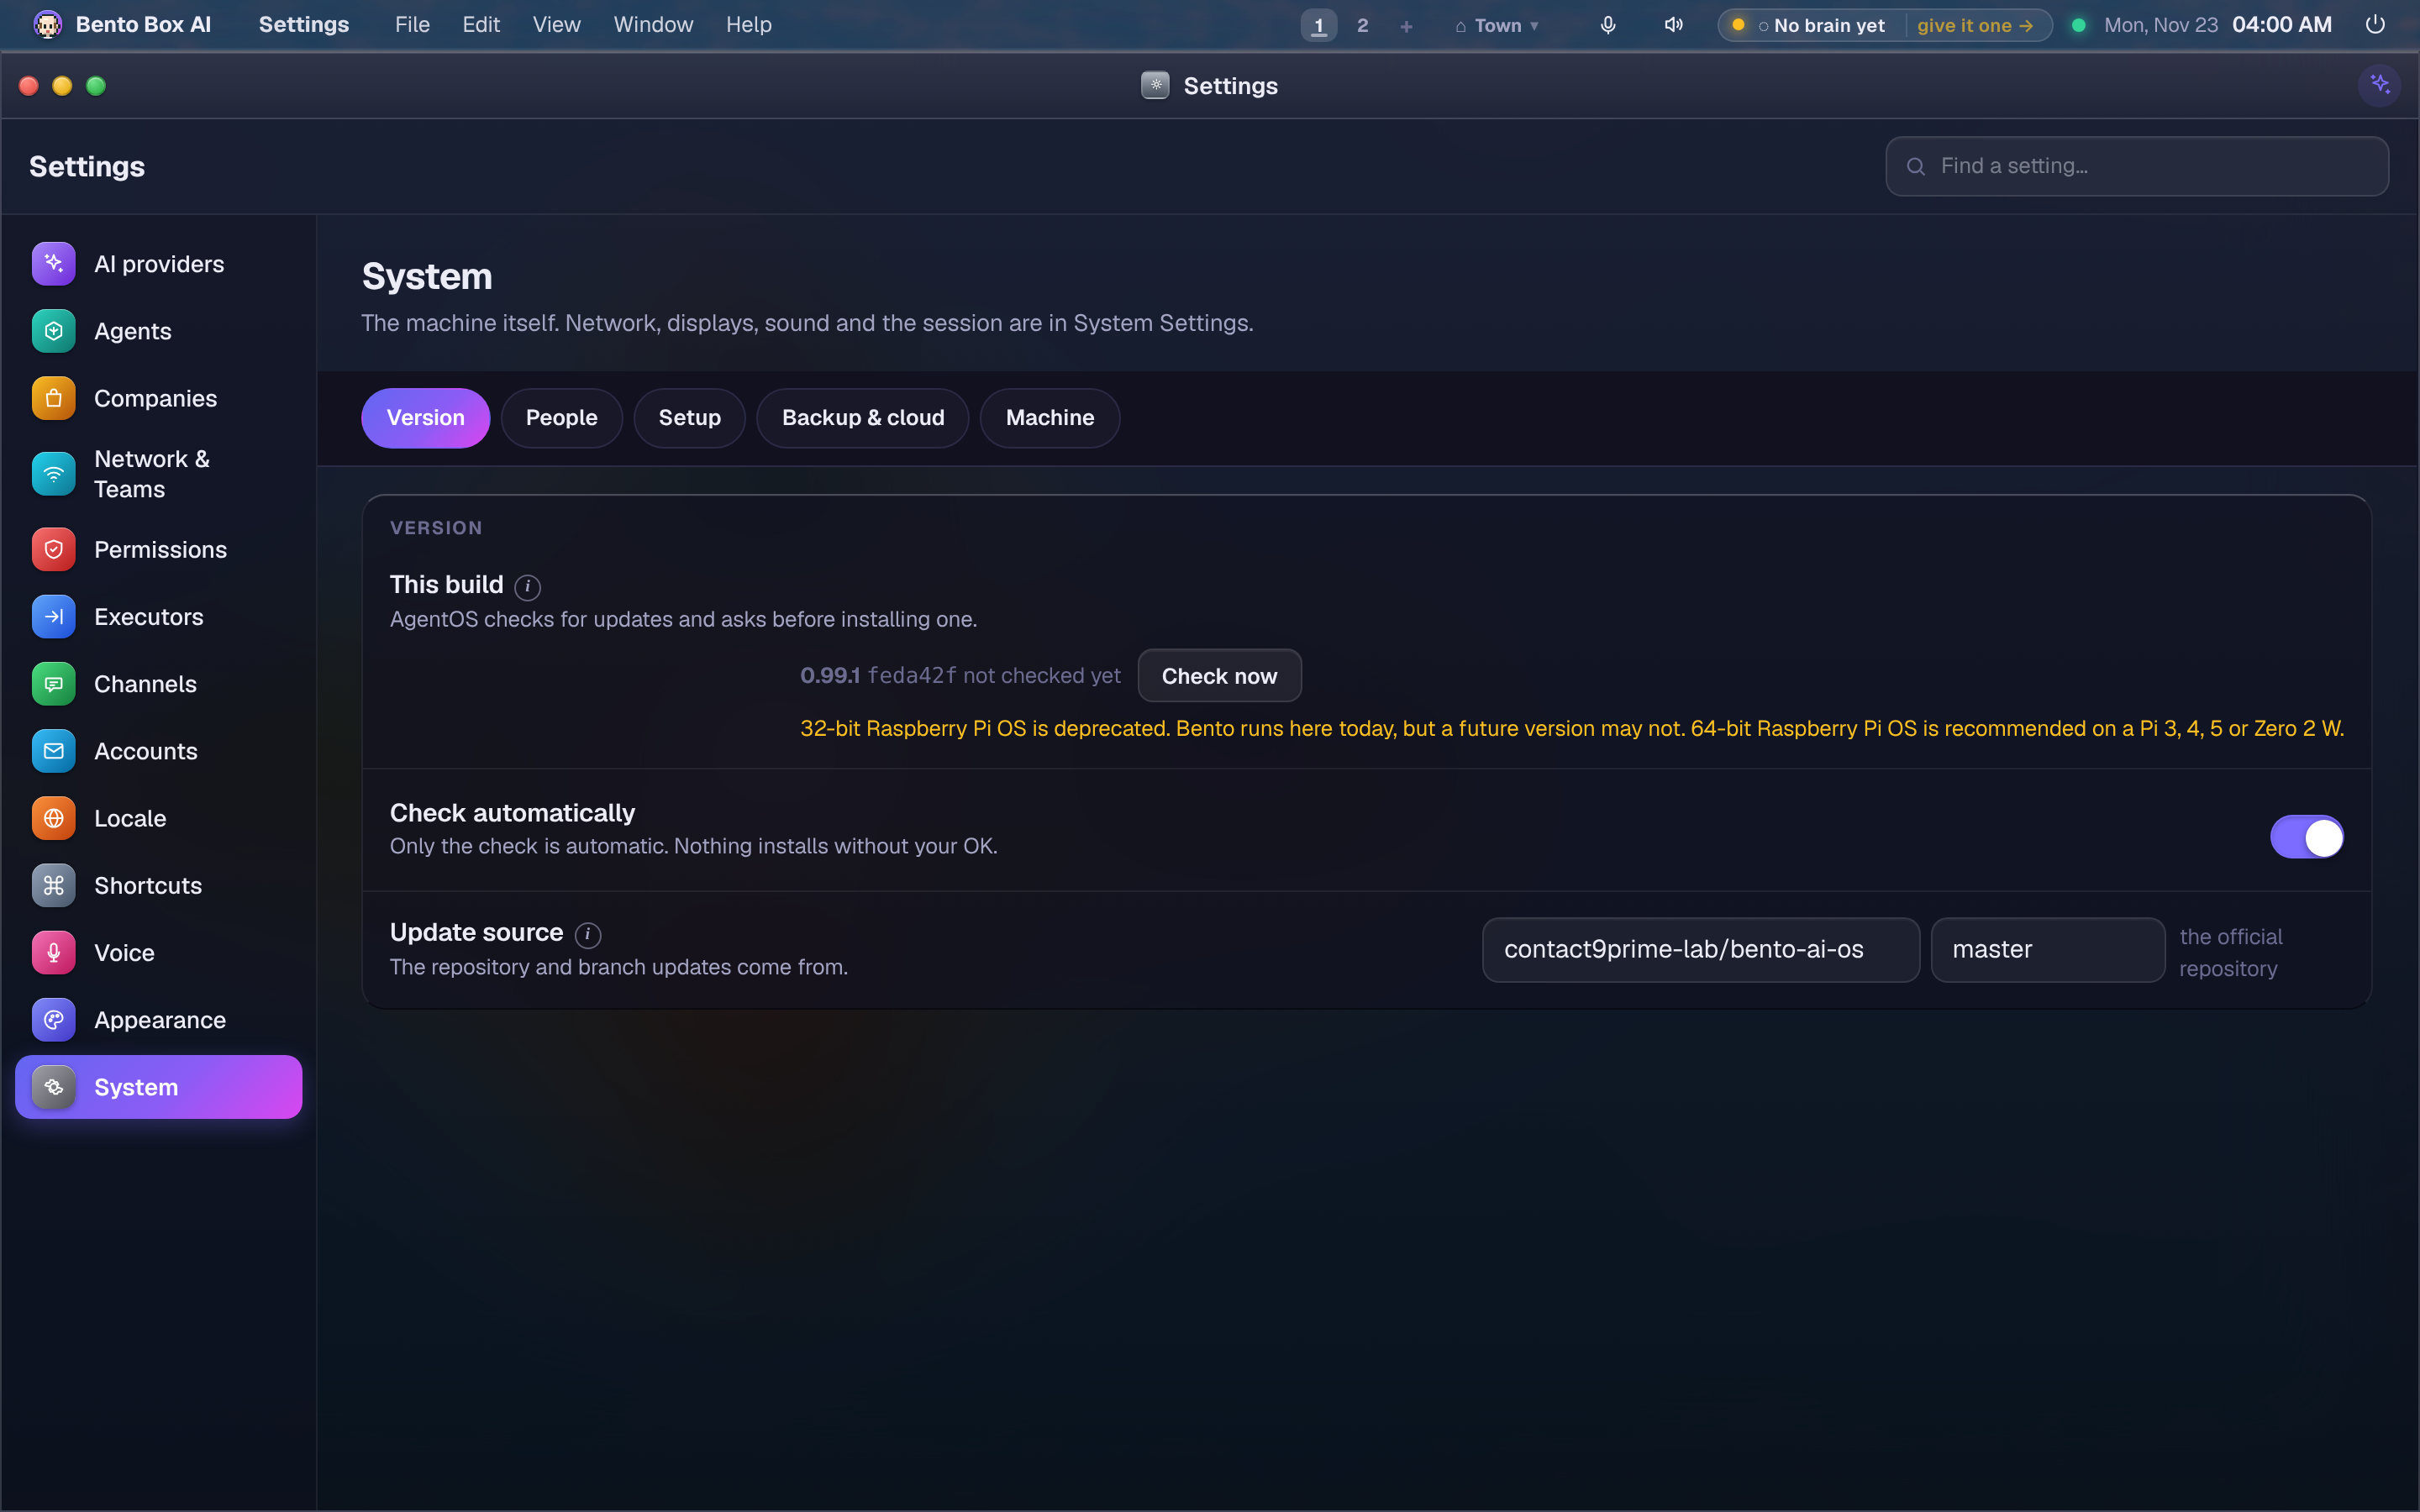 Bento Box AI Settings File Edit View Window Help 1 2 + Town No brain yet give it one → Mon, Nov 23 04:00 AM
Settings
Settings
Find a setting...
AI providers
Agents
Companies
Network &
Teams
Permissions
Executors
Channels
Accounts
Locale
Shortcuts
Voice
Appearance
System
System
The machine itself. Network, displays, sound and the session are in System Settings.
Version People Setup Backup & cloud Machine
VERSION
This build i
AgentOS checks for updates and asks before installing one.
0.99.1 feda42f not checked yet Check now
32-bit Raspberry Pi OS is deprecated. Bento runs here today, but a future version may not. 64-bit Raspberry Pi OS is recommended on a Pi 3, 4, 5 or Zero 2 W.
Check automatically
Only the check is automatic. Nothing installs without your OK.
Update source i
The repository and branch updates come from.
contact9prime-lab/bento-ai-os
master
the official
repository